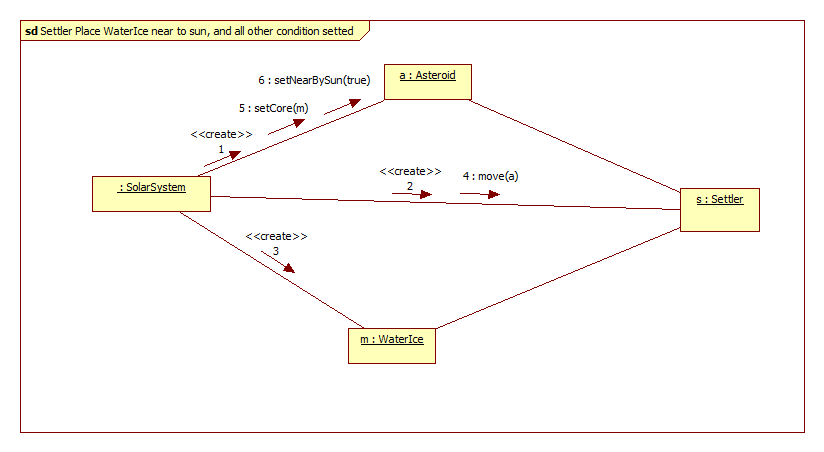 sd Settler Place WaterIce near to sun, and all other condition setted
a : Asteroid
6 : setNearBySun(true)
5 : setCore(m)
<<create>>
1
: SolarSystem
<<create>>
2
4 : move(a)
s : Settler
<<create>>
3
m : WaterIce